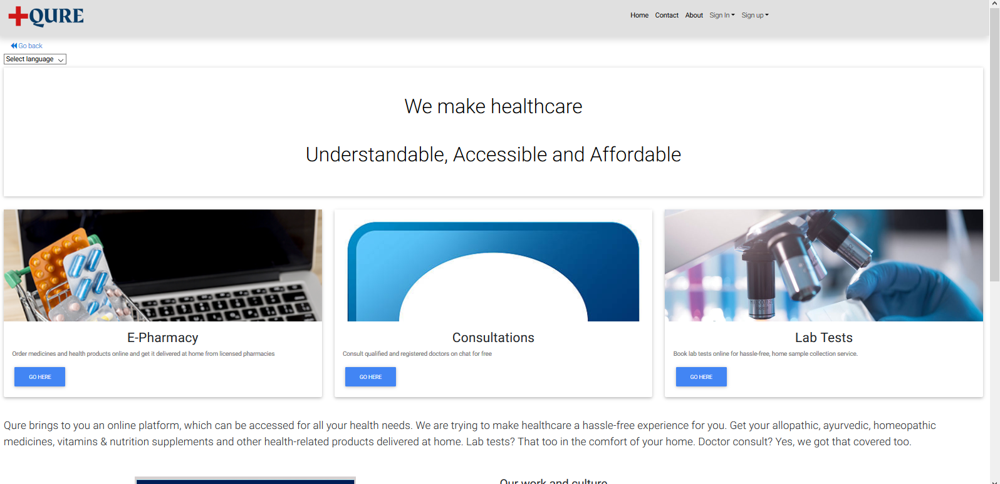 QURE
Home Contact About Sign In Sign up
Go back
Select language
We make healthcare
Understandable, Accessible and Affordable
E-Pharmacy
Order medicines and health products online and get it delivered at home from licensed pharmacies
GO HERE
Consultations
Consult qualified and registered doctors on chat for free
GO HERE
Lab Tests
Book lab tests online for hassle-free, home sample collection service.
GO HERE
Qure brings to you an online platform, which can be accessed for all your health needs. We are trying to make healthcare a hassle-free experience for you. Get your allopathic, ayurvedic, homeopathic
medicines, vitamins & nutrition supplements and other health-related products delivered at home. Lab tests? That too in the comfort of your home. Doctor consult? Yes, we got that covered too.
Our work and culture